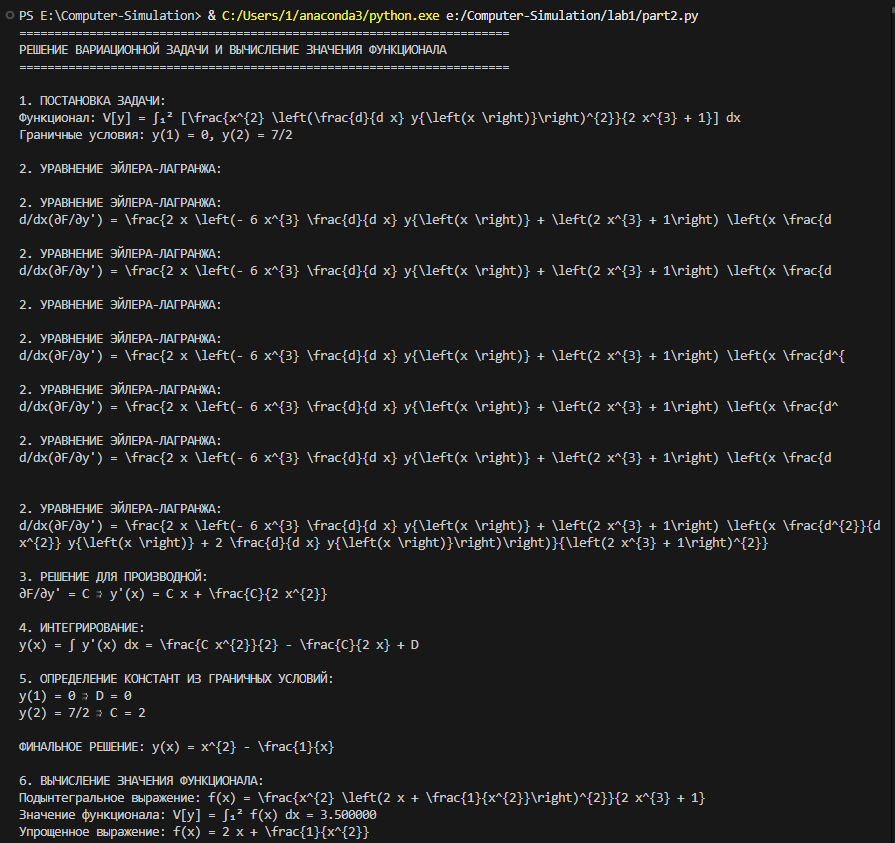 PS E:\Computer-Simulation> & C:/Users/1/anaconda3/python.exe e:/Computer-Simulation/lab1/part2.py
======================================================================
РЕШЕНИЕ ВАРИАЦИОННОЙ ЗАДАЧИ И ВЫЧИСЛЕНИЕ ЗНАЧЕНИЯ ФУНКЦИОНАЛА
======================================================================
1. ПОСТАНОВКА ЗАДАЧИ:
Функционал: V[y] = ∫₁² [\frac{x^{2} \left(\frac{d}{d x} y{\left(x \right)}\right)^{2}}{2 x^{3} + 1}] dx
Граничные условия: y(1) = 0, y(2) = 7/2
2. УРАВНЕНИЕ ЭЙЛЕРА-ЛАГРАНЖА:
2. УРАВНЕНИЕ ЭЙЛЕРА-ЛАГРАНЖА:
d/dx(∂F/∂y') = \frac{2 x \left(- 6 x^{3} \frac{d}{d x} y{\left(x \right)} + \left(2 x^{3} + 1\right) \left(x \frac{d
2. УРАВНЕНИЕ ЭЙЛЕРА-ЛАГРАНЖА:
d/dx(∂F/∂y') = \frac{2 x \left(- 6 x^{3} \frac{d}{d x} y{\left(x \right)} + \left(2 x^{3} + 1\right) \left(x \frac{d
2. УРАВНЕНИЕ ЭЙЛЕРА-ЛАГРАНЖА:
2. УРАВНЕНИЕ ЭЙЛЕРА-ЛАГРАНЖА:
d/dx(∂F/∂y') = \frac{2 x \left(- 6 x^{3} \frac{d}{d x} y{\left(x \right)} + \left(2 x^{3} + 1\right) \left(x \frac{d^{
2. УРАВНЕНИЕ ЭЙЛЕРА-ЛАГРАНЖА:
d/dx(∂F/∂y') = \frac{2 x \left(- 6 x^{3} \frac{d}{d x} y{\left(x \right)} + \left(2 x^{3} + 1\right) \left(x \frac{d^
2. УРАВНЕНИЕ ЭЙЛЕРА-ЛАГРАНЖА:
d/dx(∂F/∂y') = \frac{2 x \left(- 6 x^{3} \frac{d}{d x} y{\left(x \right)} + \left(2 x^{3} + 1\right) \left(x \frac{d
2. УРАВНЕНИЕ ЭЙЛЕРА-ЛАГРАНЖА:
d/dx(∂F/∂y') = \frac{2 x \left(- 6 x^{3} \frac{d}{d x} y{\left(x \right)} + \left(2 x^{3} + 1\right) \left(x \frac{d^{2}}{d
x^{2}} y{\left(x \right)} + 2 \frac{d}{d x} y{\left(x \right)}\right)\right)}{\left(2 x^{3} + 1\right)^{2}}
3. РЕШЕНИЕ ДЛЯ ПРОИЗВОДНОЙ:
∂F/∂y' = C ⇒ y'(x) = C x + \frac{C}{2 x^{2}}
4. ИНТЕГРИРОВАНИЕ:
y(x) = ∫ y'(x) dx = \frac{C x^{2}}{2} - \frac{C}{2 x} + D
5. ОПРЕДЕЛЕНИЕ КОНСТАНТ ИЗ ГРАНИЧНЫХ УСЛОВИЙ:
y(1) = 0 ⇒ D = 0
y(2) = 7/2 ⇒ C = 2
ФИНАЛЬНОЕ РЕШЕНИЕ: y(x) = x^{2} - \frac{1}{x}
6. ВЫЧИСЛЕНИЕ ЗНАЧЕНИЯ ФУНКЦИОНАЛА:
Подынтегральное выражение: f(x) = \frac{x^{2} \left(2 x + \frac{1}{x^{2}}\right)^{2}}{2 x^{3} + 1}
Значение функционала: V[y] = ∫₁² f(x) dx = 3.500000
Упрощенное выражение: f(x) = 2 x + \frac{1}{x^{2}}